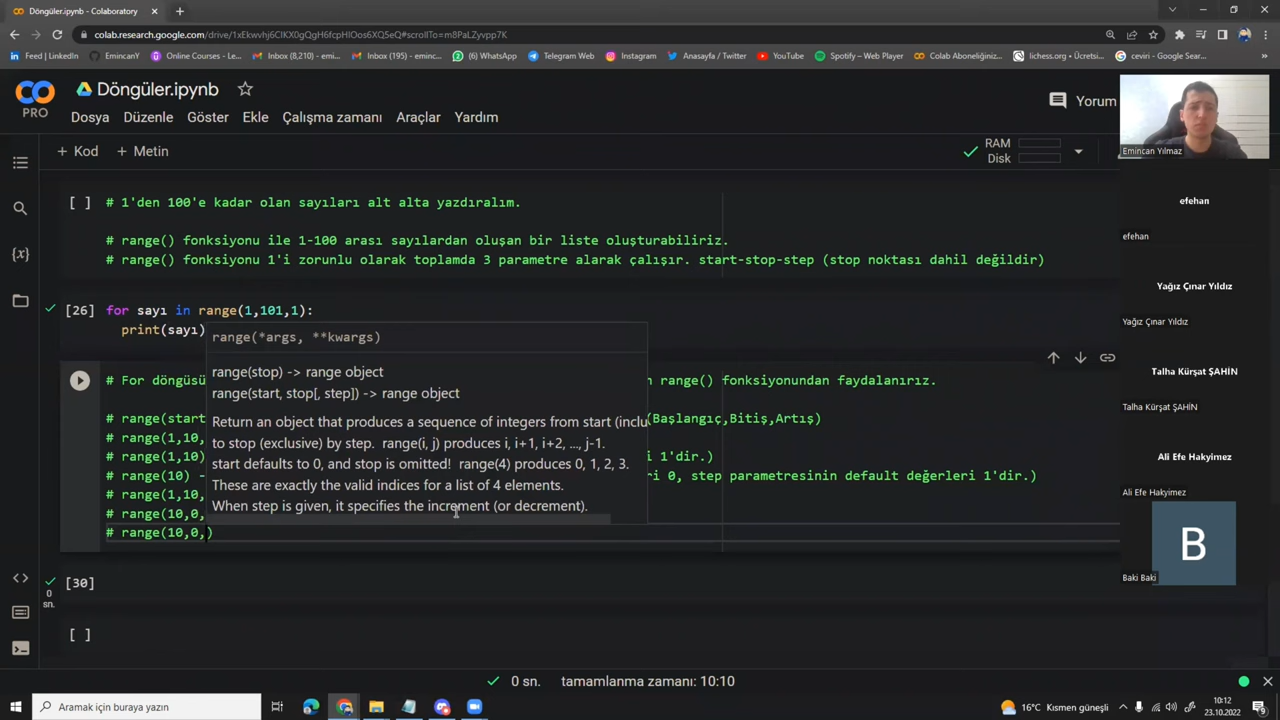 Döngüler.ipynb - Colaboratory
colab.research.google.com/drive/1xEkwvhj6CIKX0gQgH6fcpHIOos6XQ5eQ#scrollTo=m8PaLZyvpp7K
Feed | LinkedIn
EmincanY
Online Courses - Le...
Inbox (8,210) - emi...
Inbox (195) - eminc...
(2) WhatsApp
Telegram Web
Instagram
Anasayfa / Twitter
YouTube
Spotify – Web Player
Colab Aboneliğiniz...
lichess.org • Ücretsi...
çeviri - Google Sear...
PRO
Döngüler.ipynb
Yorum
Dosya Düzenle Göster Ekle Çalışma zamanı Araçlar Yardım
+ Kod + Metin
RAM
Disk
[ ] # 1'den 100'e kadar olan sayıları alt alta yazdıralım.
# range() fonksiyonu ile 1-100 arası sayılardan oluşan bir liste oluşturabiliriz.
# range() fonksiyonu 1'i zorunlu olarak toplamda 3 parametre alarak çalışır. start-stop-step (stop noktası dahil değildir)
[26] for sayı in range(1,101,1):
print(sayı)
range(*args, **kwargs)
range(stop) -> range object
range(start, stop[, step]) -> range object
Return an object that produces a sequence of integers from start (inclu
to stop (exclusive) by step. range(i, j) produces i, i+1, i+2, ..., j-1.
start defaults to 0, and stop is omitted! range(4) produces 0, 1, 2, 3.
These are exactly the valid indices for a list of 4 elements.
When step is given, it specifies the increment (or decrement).
# For döngüsü n range() fonksiyonundan faydalanırız.
# range(start (Başlangıç,Bitiş,Artış)
# range(1,10,
# range(1,10) eri 1'dir.)
# range(10) - eri 0, step parametresinin default değerleri 1'dir.)
# range(1,10,
# range(10,0,
# range(10,0,)
[30]
0
sn.
[ ]
0 sn. tamamlanma zamanı: 10:10
Emincan Yılmaz
efehan
efehan
Yağız Çınar Yıldız
Yağız Çınar Yıldız
Talha Kürşat ŞAHİN
Talha Kürşat ŞAHİN
Ali Efe Hakyimez
Ali Efe Hakyimez
B
Baki Baki
Aramak için buraya yazın
16°C Kısmen güneşli
10:12
23.10.2022